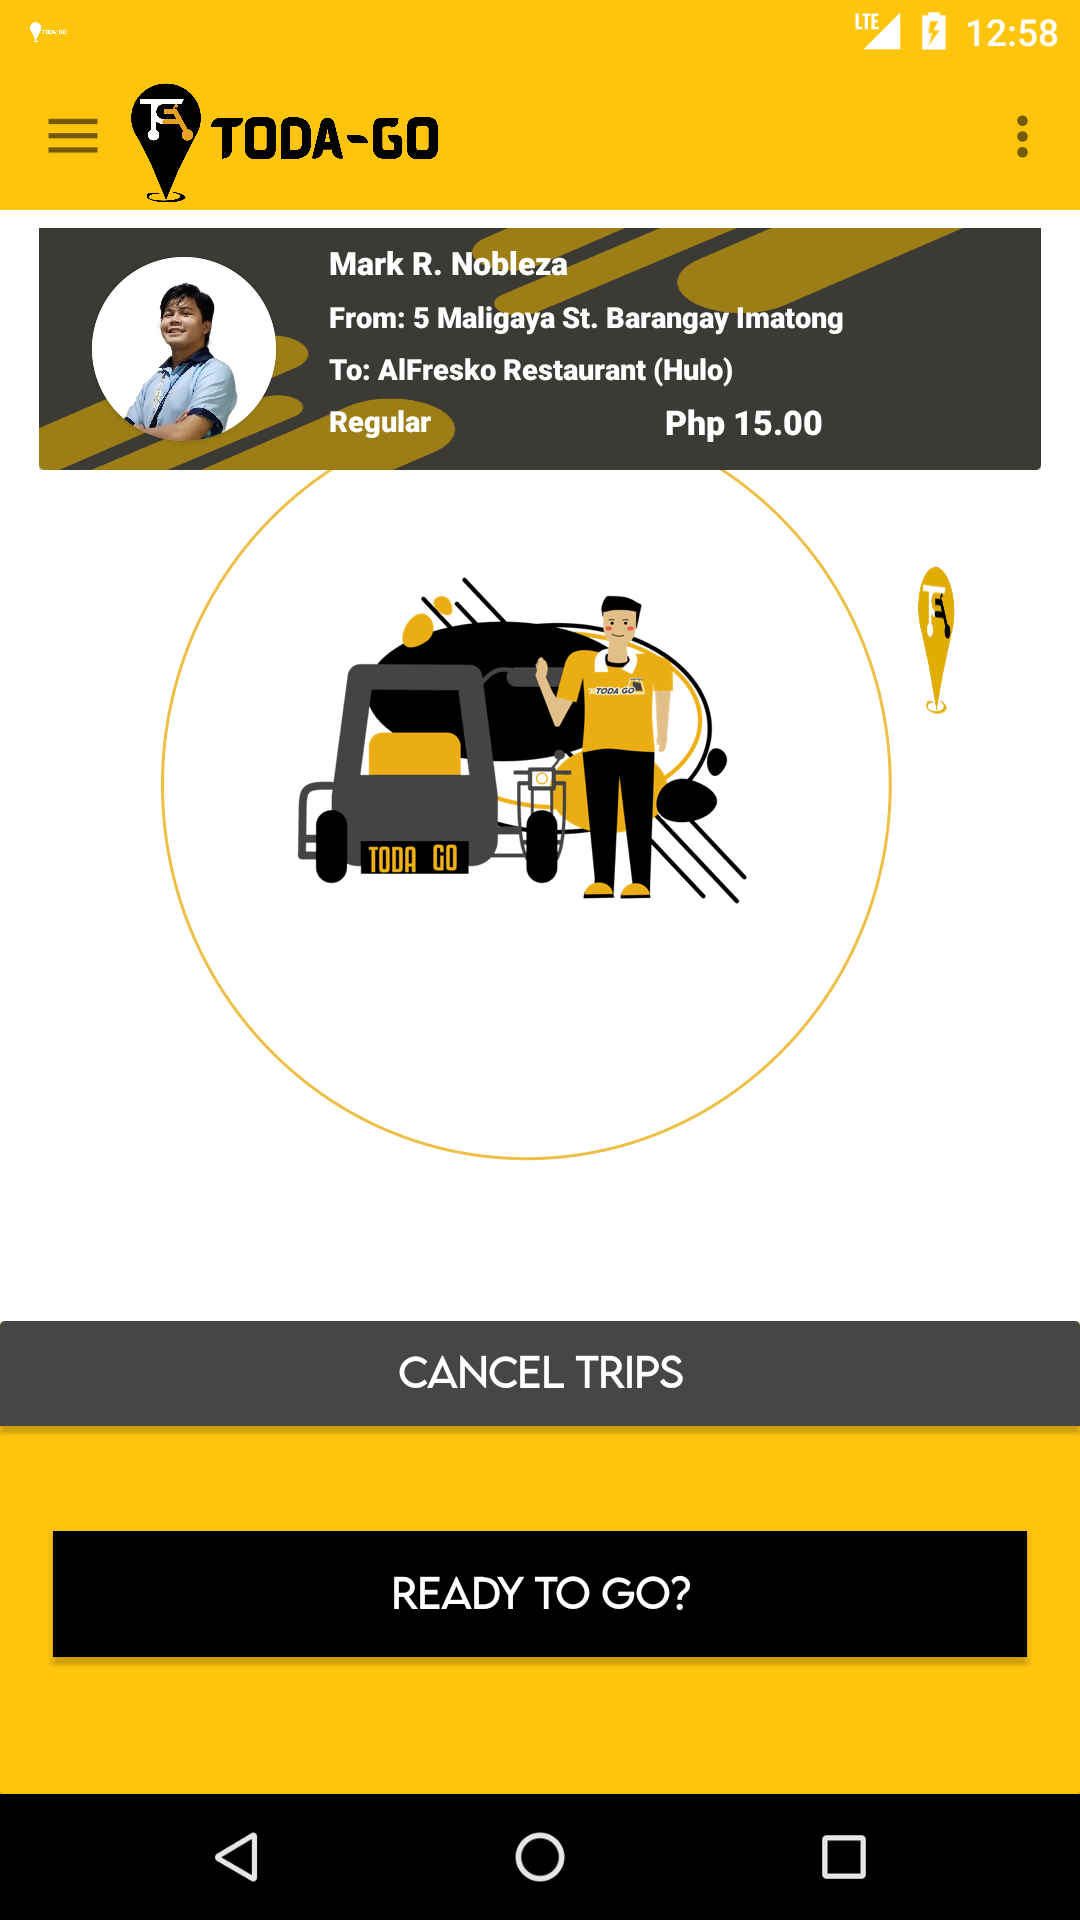 LTE 12:58
TODA-GO
Mark R. Nobleza
From: 5 Maligaya St. Barangay Imatong
To: AlFresko Restaurant (Hulo)
Regular Php 15.00
TODA GO
TODA GO
CANCEL TRIPS
READY TO GO?